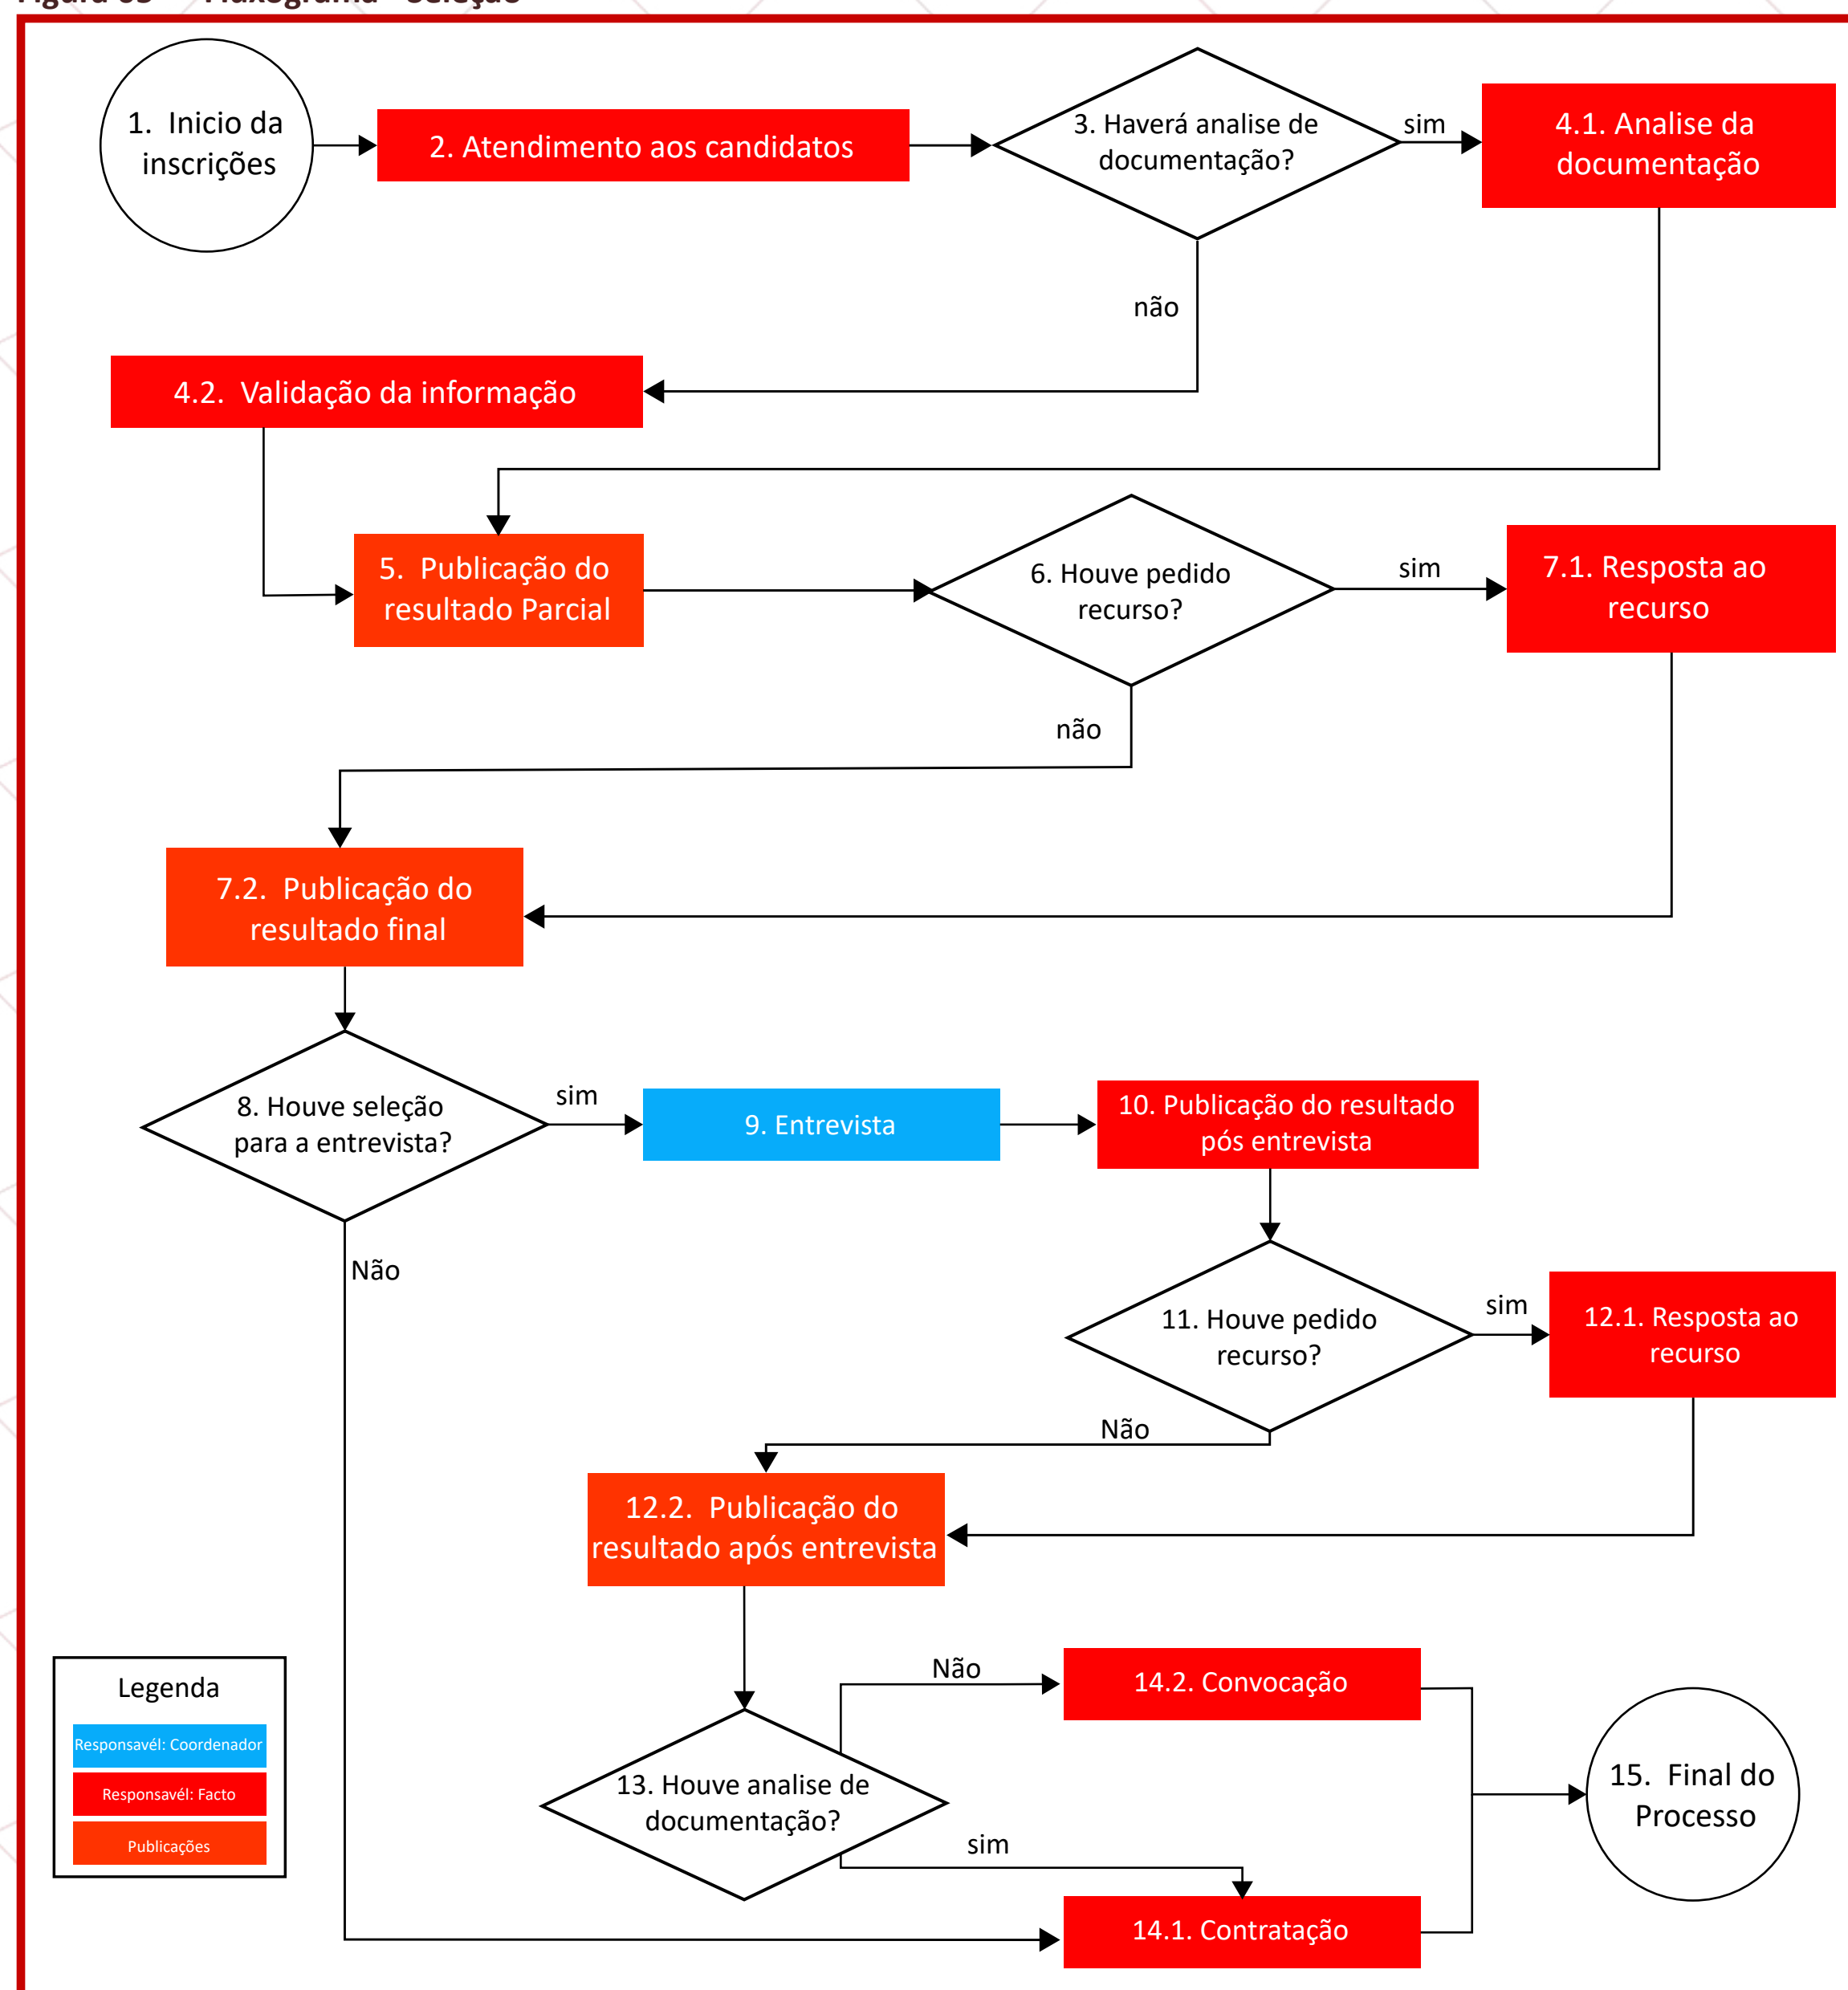 1. Inicio da
inscrições
2. Atendimento aos candidatos
3. Haverá analise de
documentação?
sim
4.1. Analise da
documentação
não
4.2. Validação da informação
5. Publicação do
resultado Parcial
6. Houve pedido
recurso?
sim
7.1. Resposta ao
recurso
não
7.2. Publicação do
resultado final
8. Houve seleção
para a entrevista?
sim
9. Entrevista
10. Publicação do resultado
pós entrevista
Não
11. Houve pedido
recurso?
sim
12.1. Resposta ao
recurso
Não
12.2. Publicação do
resultado após entrevista
Não
14.2. Convocação
13. Houve analise de
documentação?
sim
14.1. Contratação
15. Final do
Processo
Legenda
Responsavél: Coordenador
Responsavél: Facto
Publicações